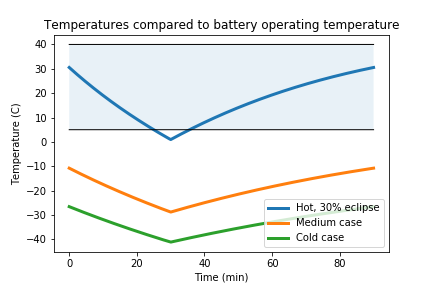 Temperatures compared to battery operating temperature
40
30
20
10
0
−10
−20
−30
−40
Temperature (C)
Hot, 30% eclipse
Medium case
Cold case
0
20
40
60
80
Time (min)